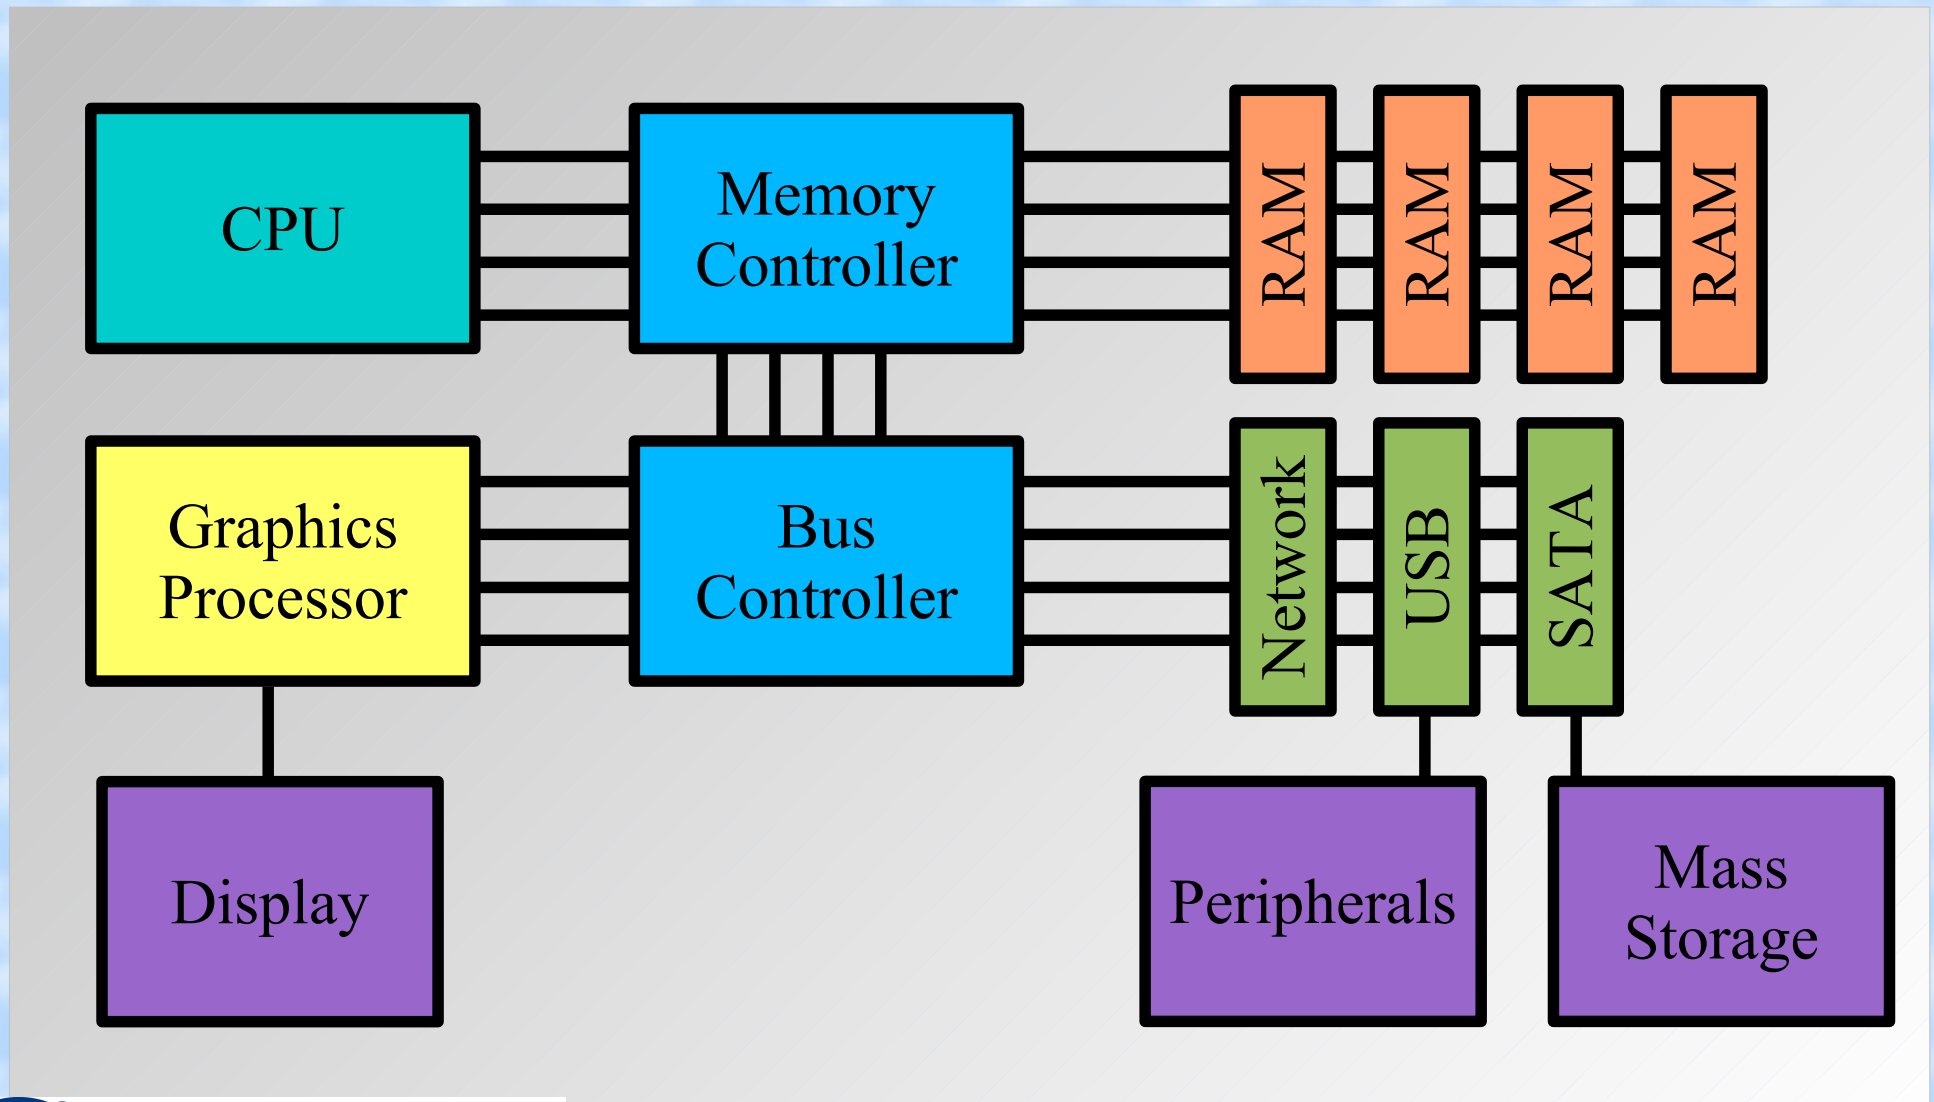 CPU
Memory
Controller
RAM
RAM
RAM
RAM
Graphics
Processor
Bus
Controller
Network
USB
SATA
Display
Peripherals
Mass
Storage